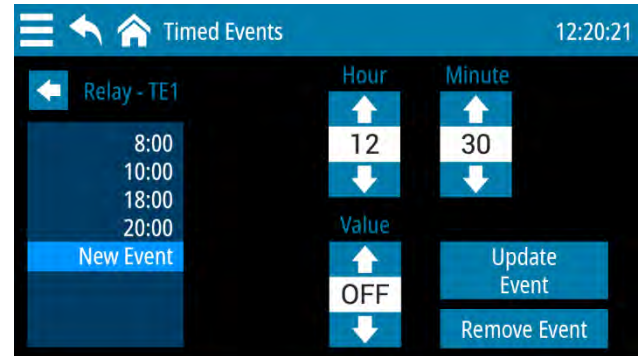 Timed Events
12:20:21
Relay - TE1
8:00
10:00
18:00
20:00
New Event
Hour
Minute
12
30
Value
OFF
Update
Event
Remove Event